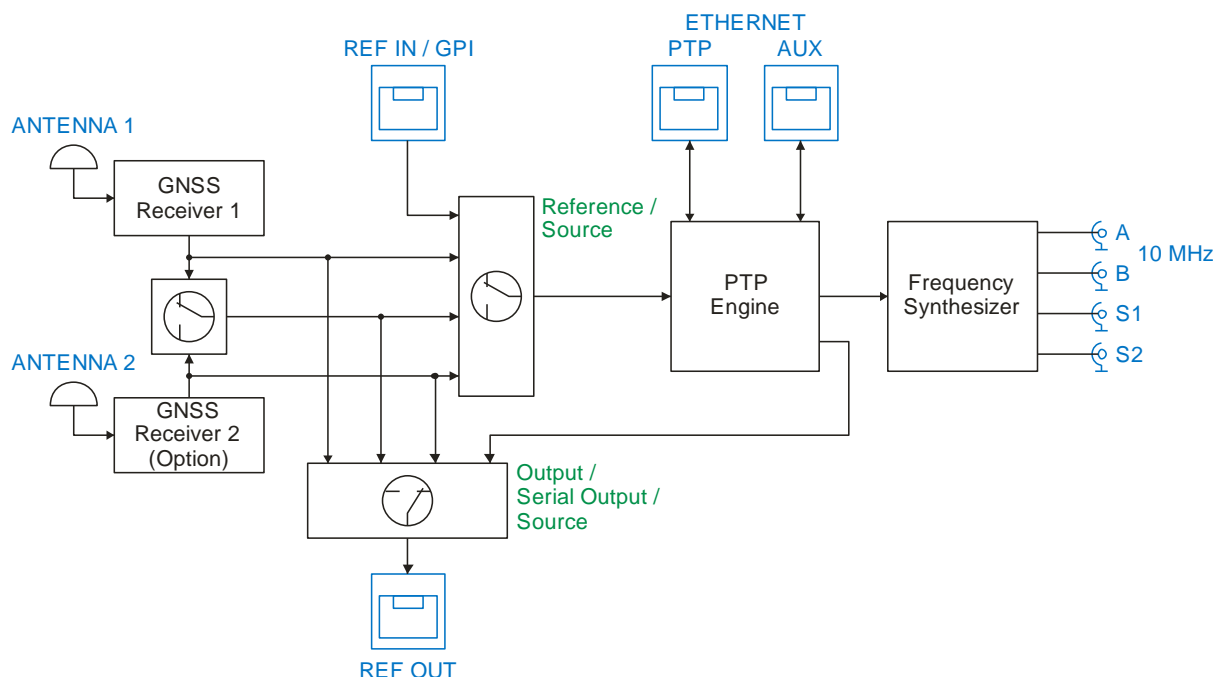 ETHERNET
REF IN / GPI
PTP
AUX
ANTENNA 1
GNSS
Receiver 1
Reference /
Source
PTP
Engine
Frequency
Synthesizer
A
10 MHz
B
S1
S2
ANTENNA 2
GNSS
Receiver 2
(Option)
Output /
Serial Output /
Source
REF OUT